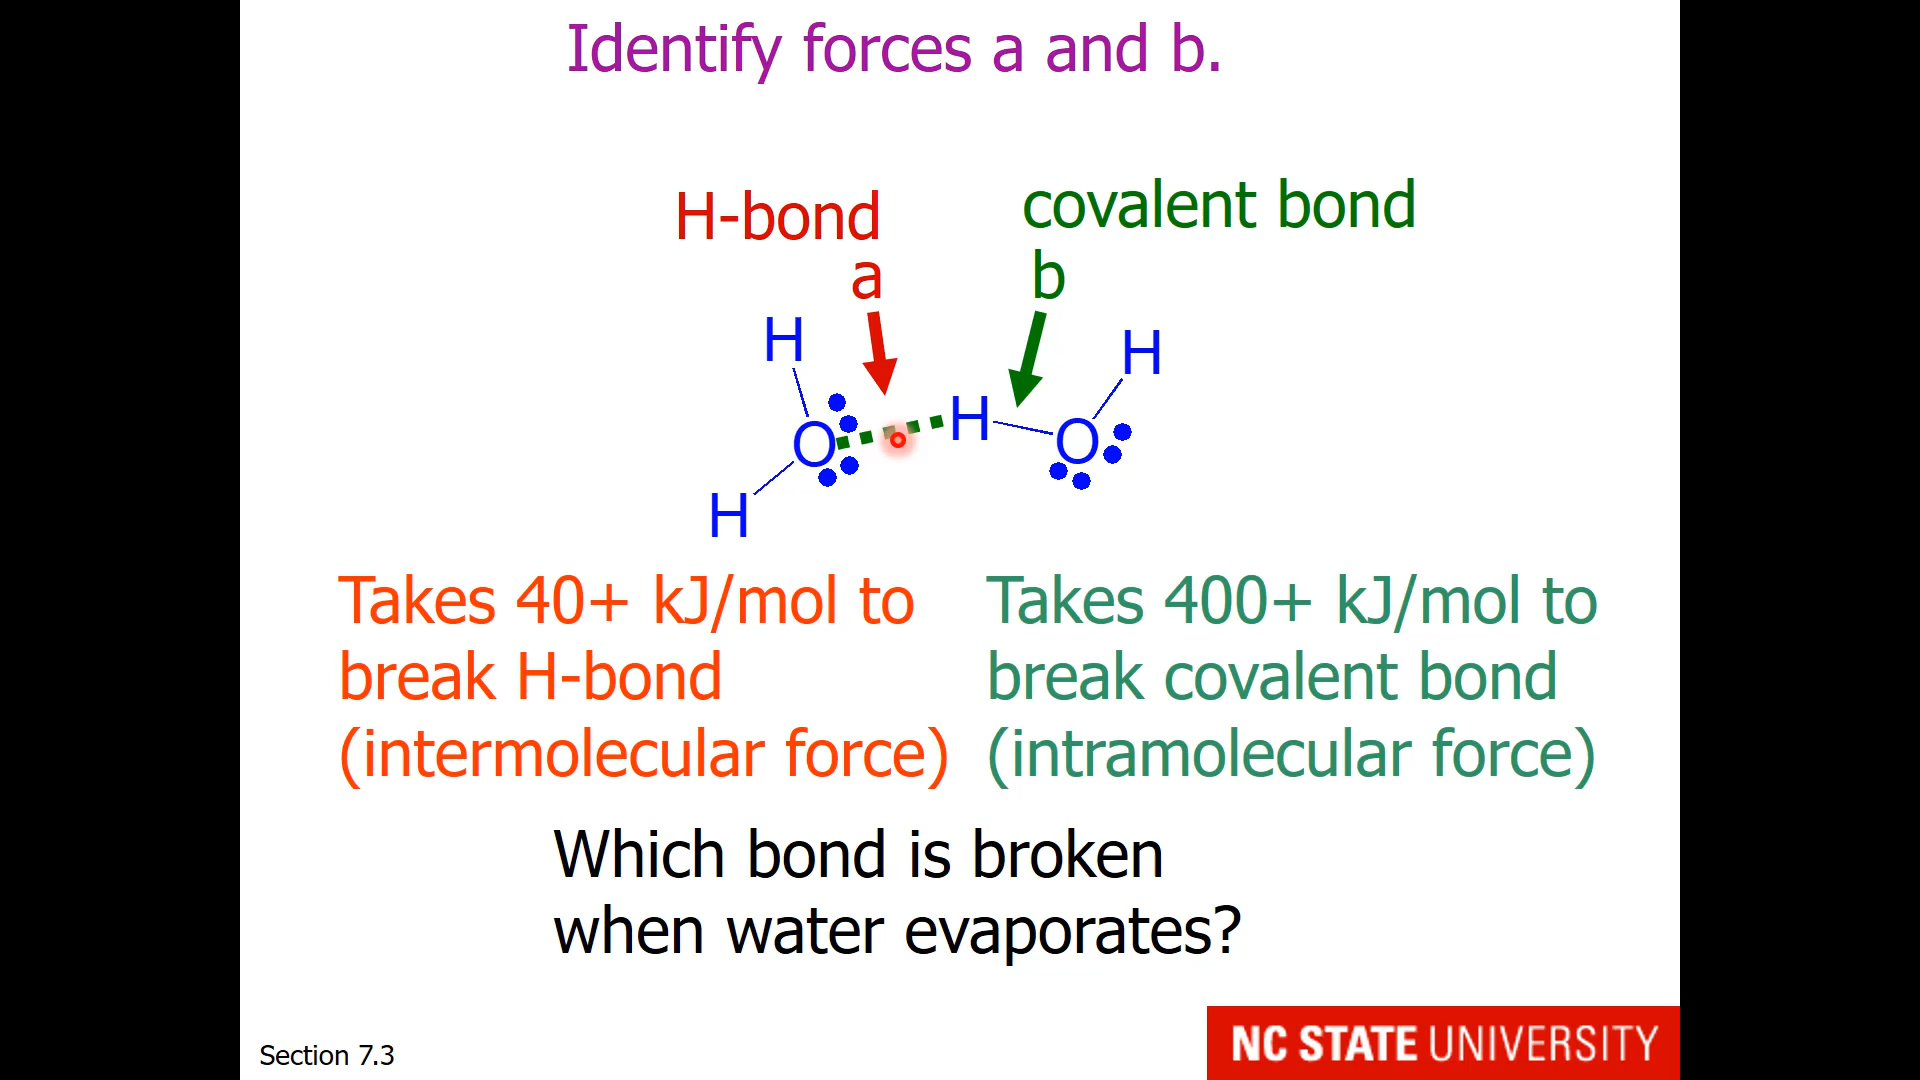 Identify forces a and b.
H-bond
covalent bond
a
b
H
H
O
H
O
H
Takes 40+ kJ/mol to
break H-bond
(intermolecular force)
Takes 400+ kJ/mol to
break covalent bond
(intramolecular force)
Which bond is broken
when water evaporates?
Section 7.3
NC STATE UNIVERSITY